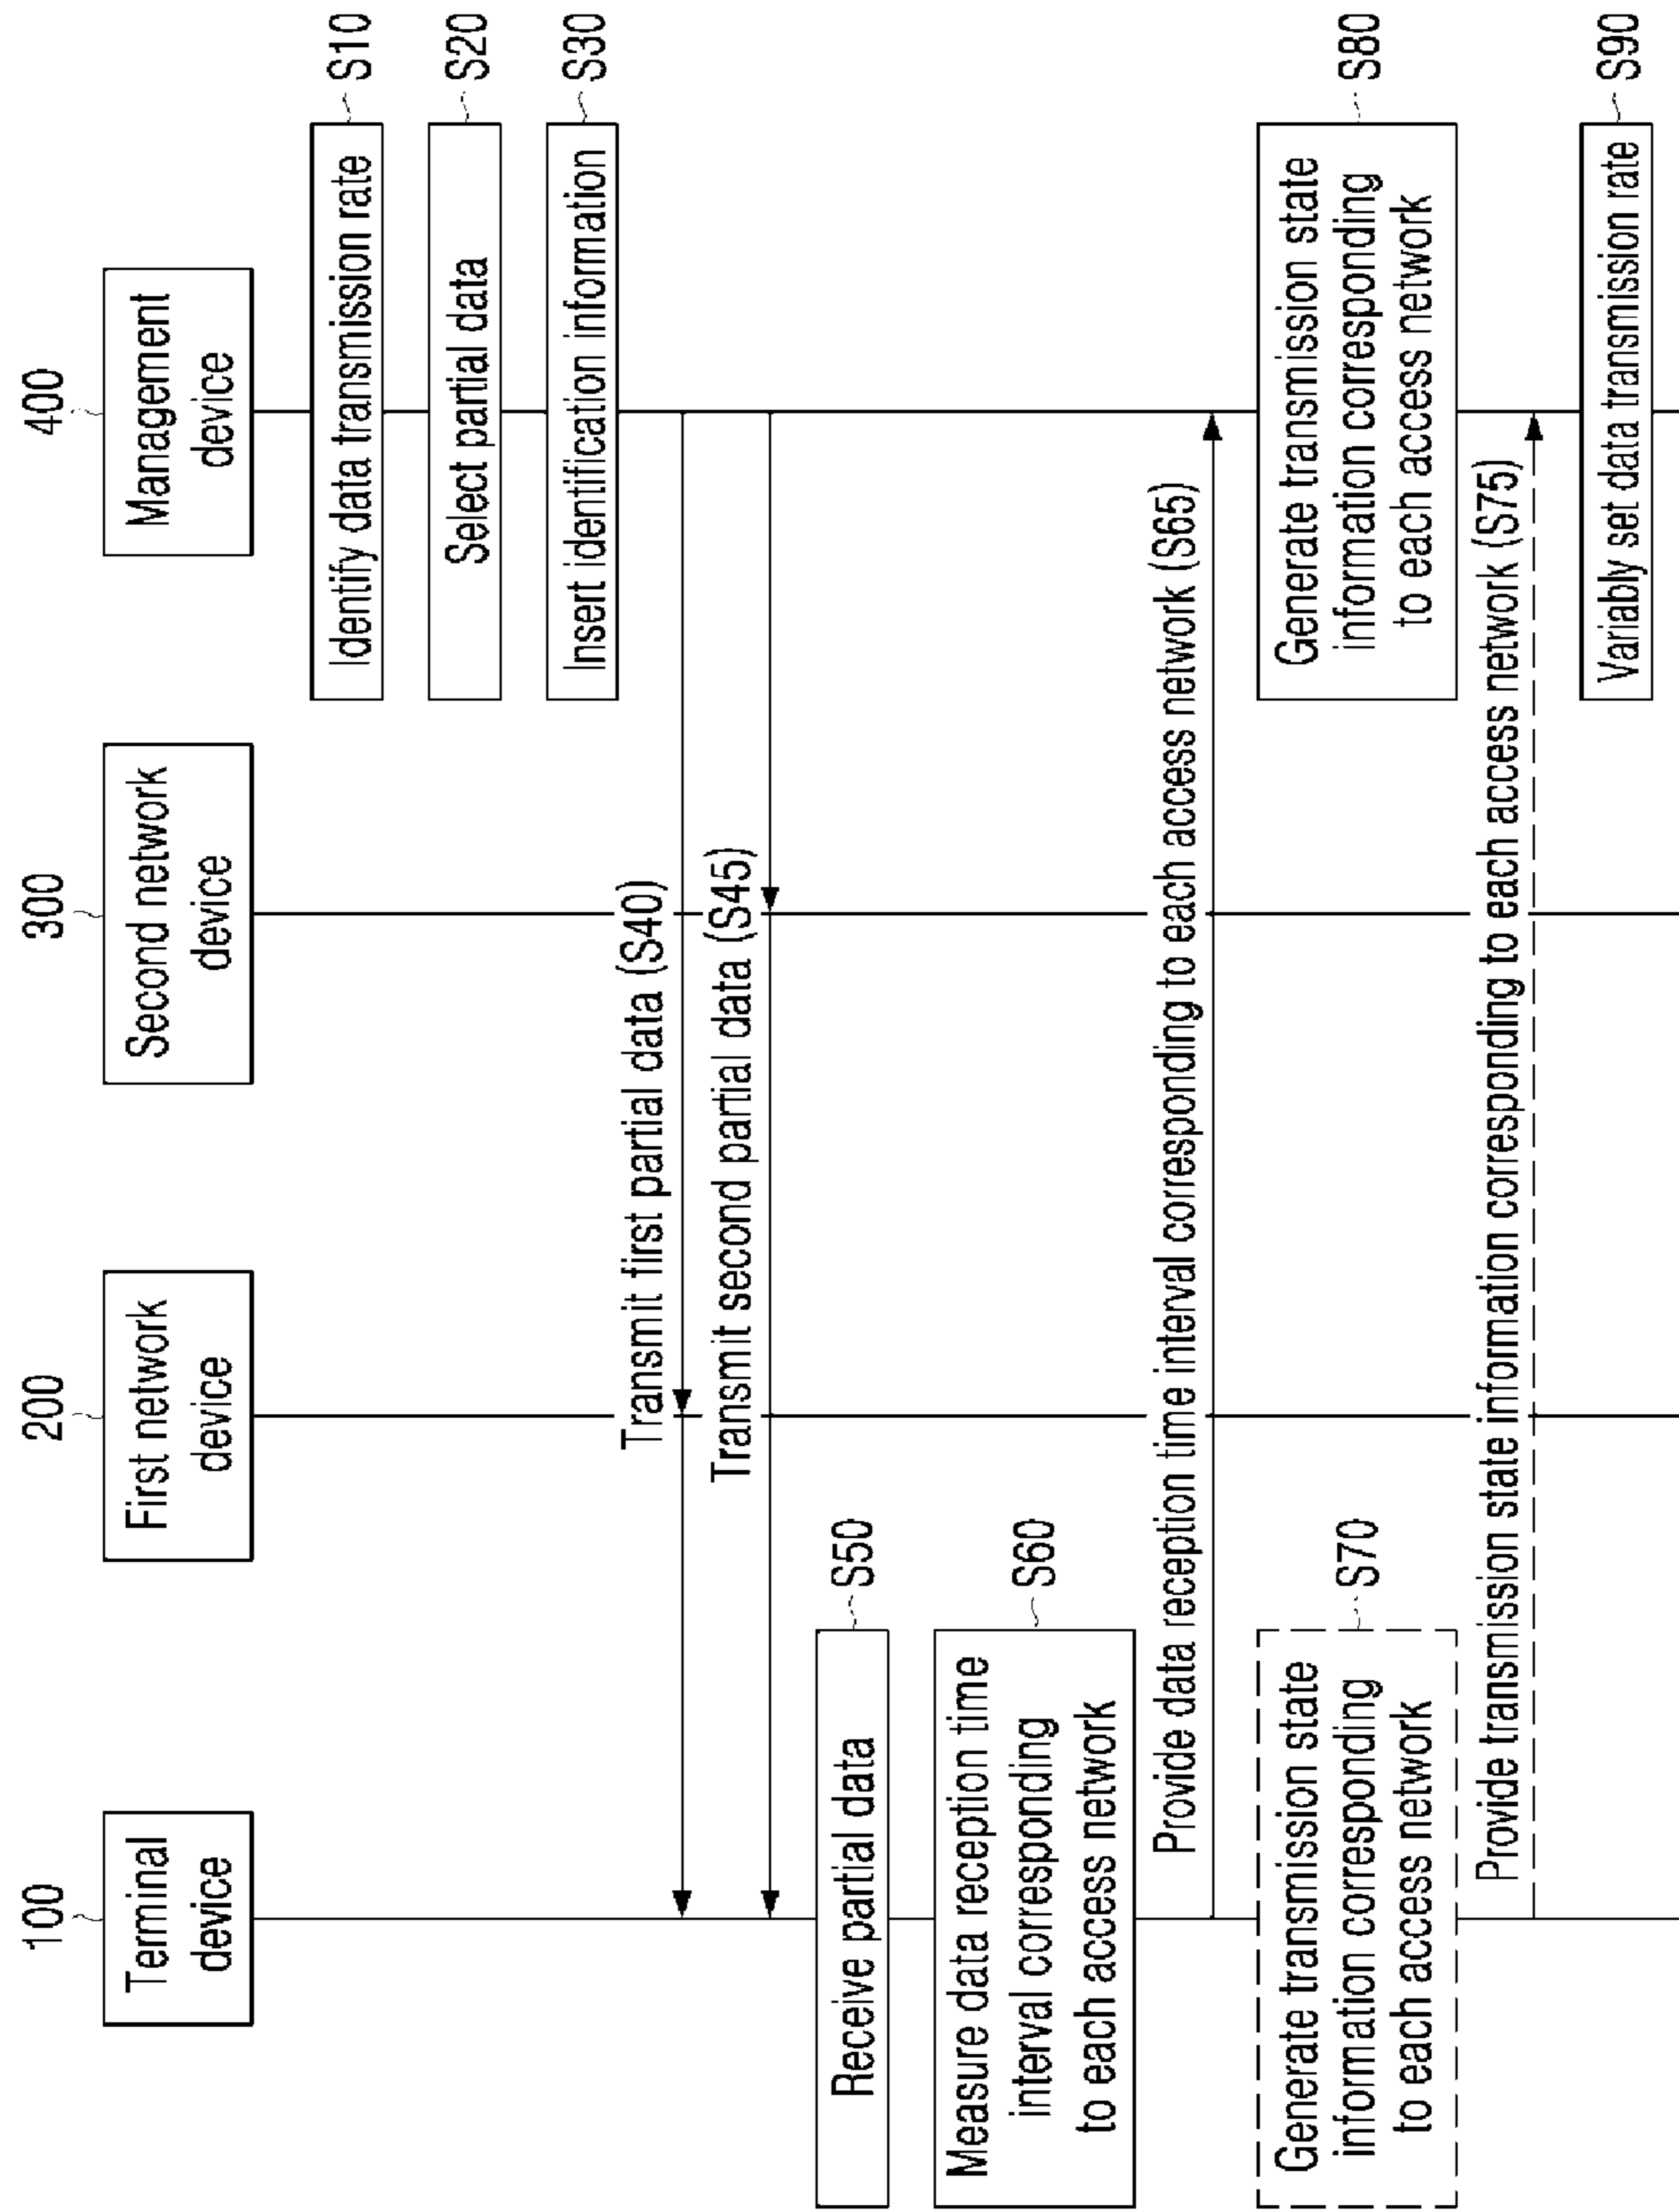 100
200
300
400
Terminal
device
First network
device
Second network
device
Management
device
Identify data transmission rate
S10
Select partial data
S20
Insert identification information
S30
Transmit first partial data (S40)
Transmit second partial data (S45)
Receive partial data
S50
Measure data reception time
interval corresponding
to each access network
S60
Provide data reception time interval corresponding to each access network (S65)
Generate transmission state
information corresponding
to each access network
S70
Generate transmission state
information corresponding
to each access network
S80
Provide transmission state information corresponding to each access network (S75)
Variably set data transmission rate
S90